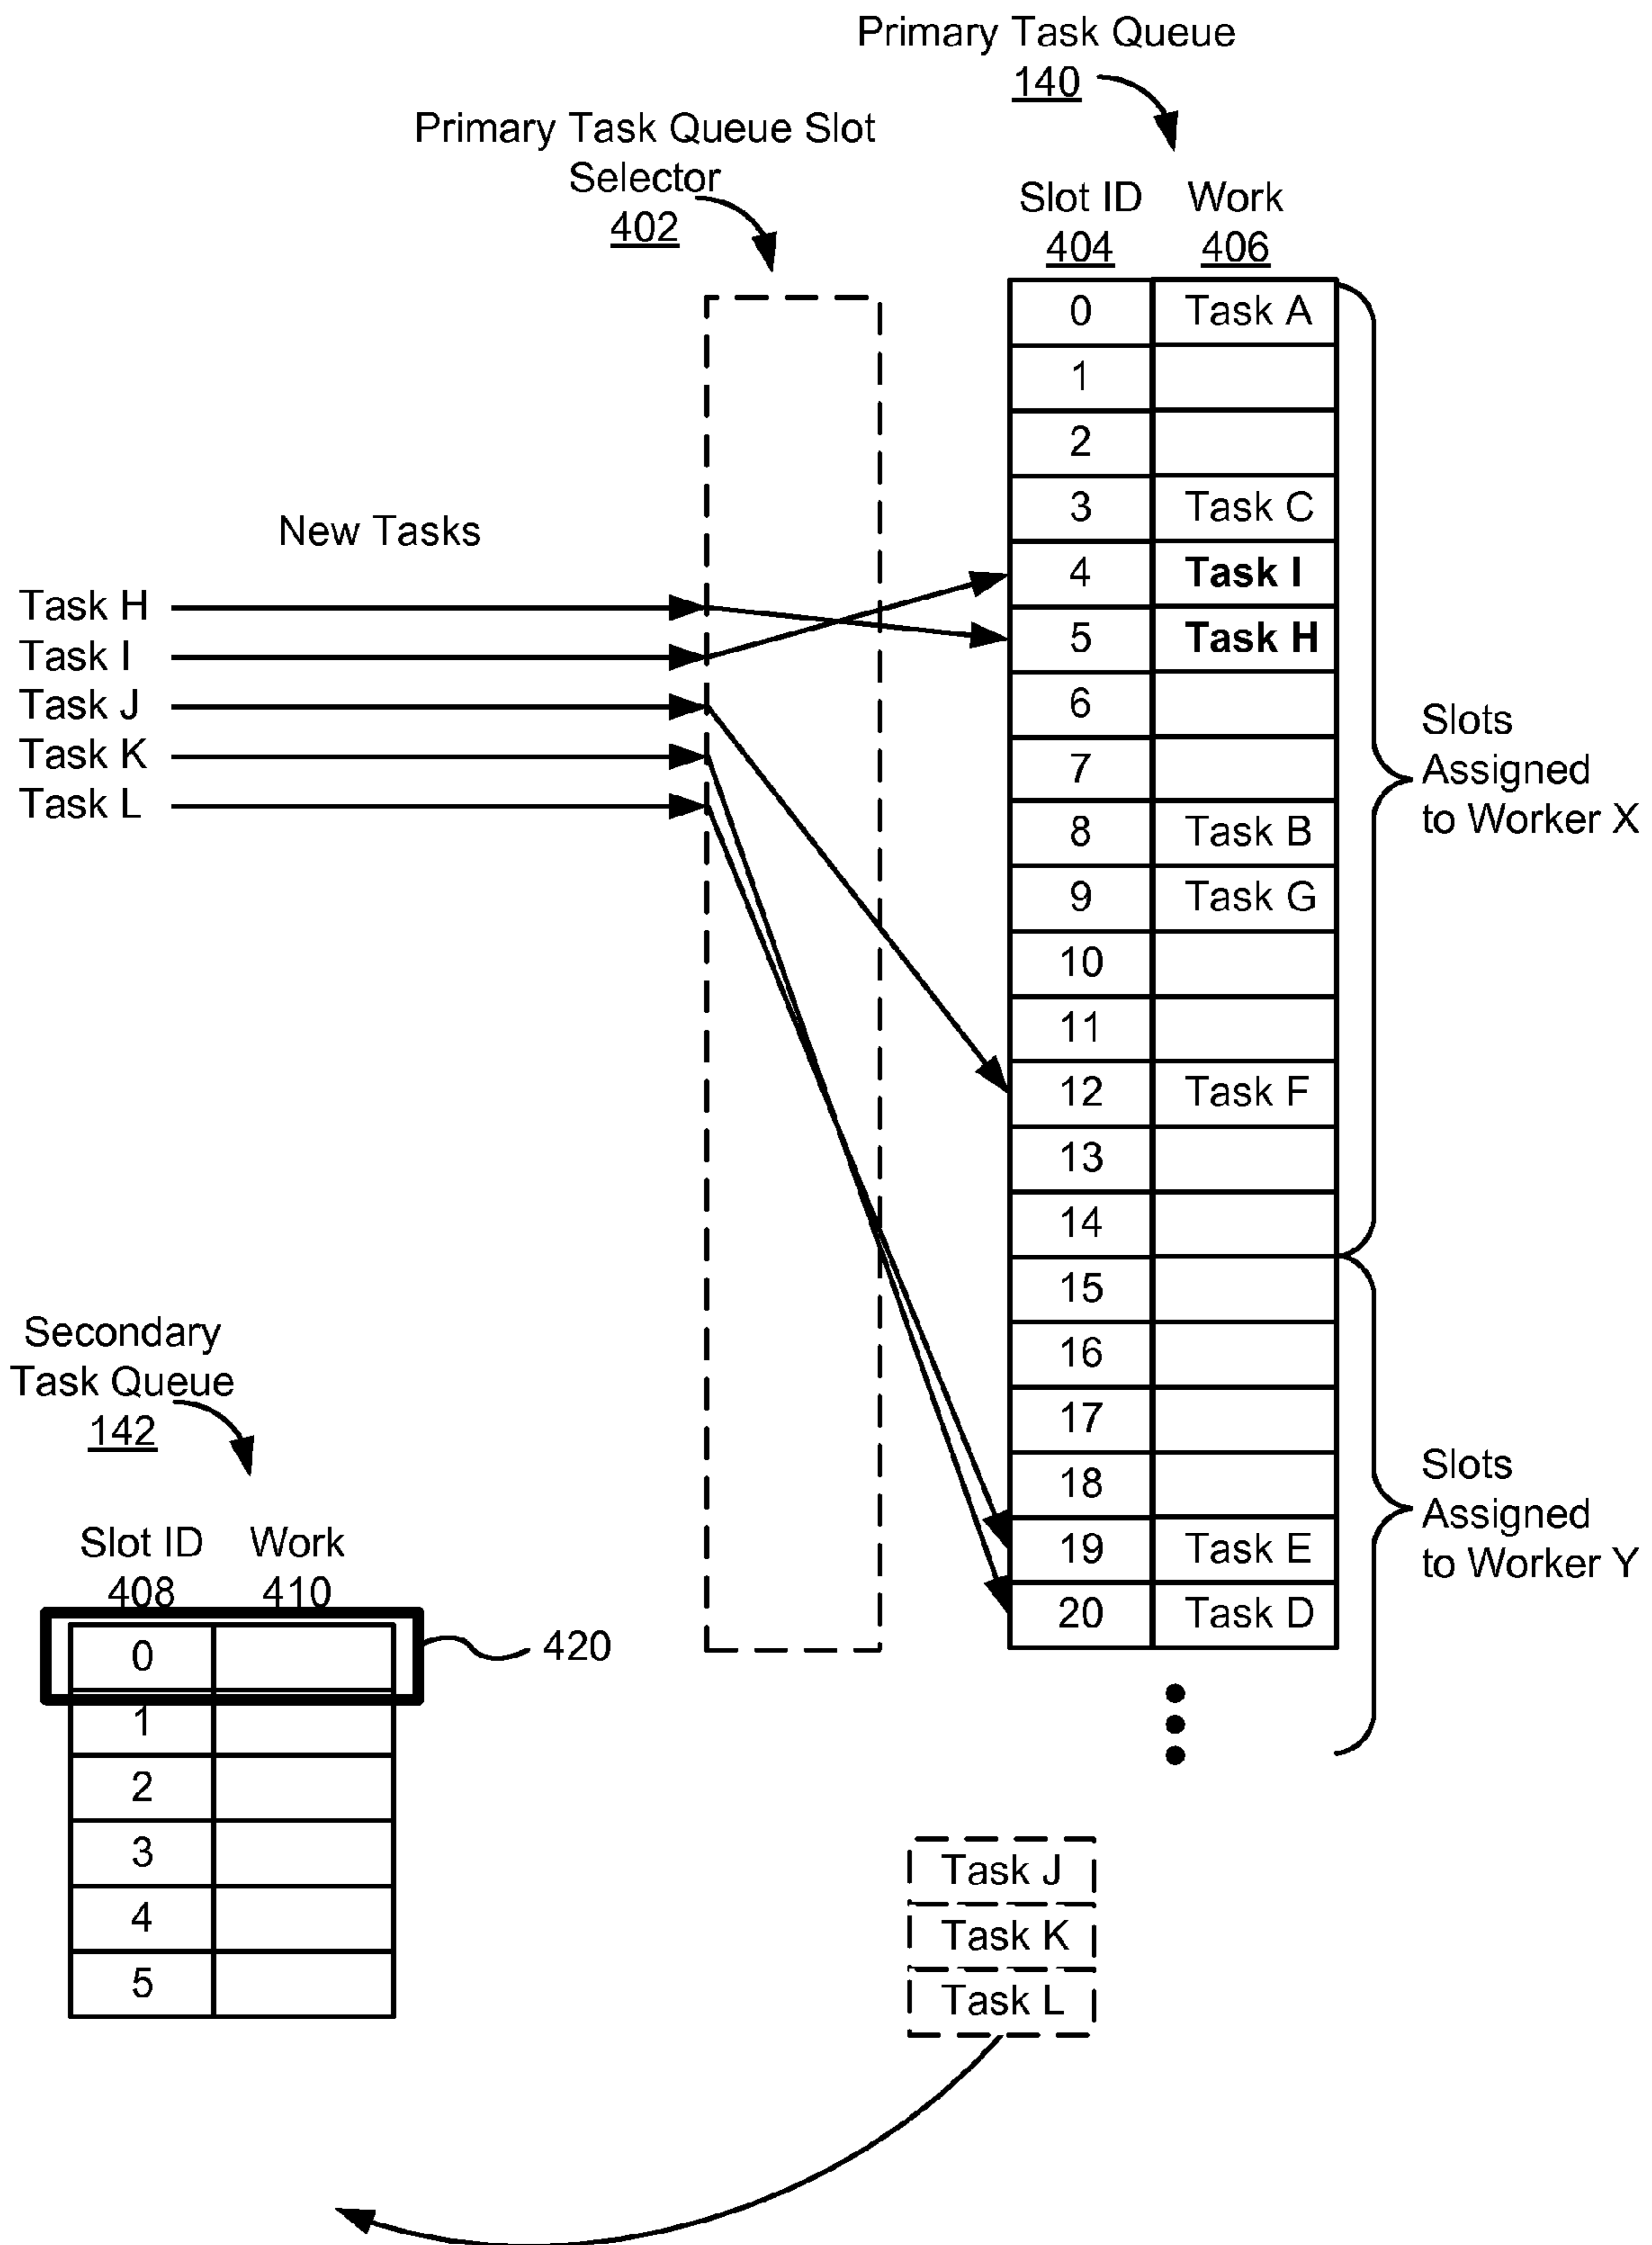 Primary Task Queue
140
Primary Task Queue Slot
Selector
402
Slot ID Work
404 406
0 Task A
1
2
3 Task C
4 Task I
5 Task H
6
7
8 Task B
9 Task G
10
11
12 Task F
13
14
15
16
17
18
19 Task E
20 Task D
Slots
Assigned
to Worker X
Slots
Assigned
to Worker Y
New Tasks
Task H
Task I
Task J
Task K
Task L
Secondary
Task Queue
142
Slot ID Work
408 410
0
1
2
3
4
5
420
Task J
Task K
Task L